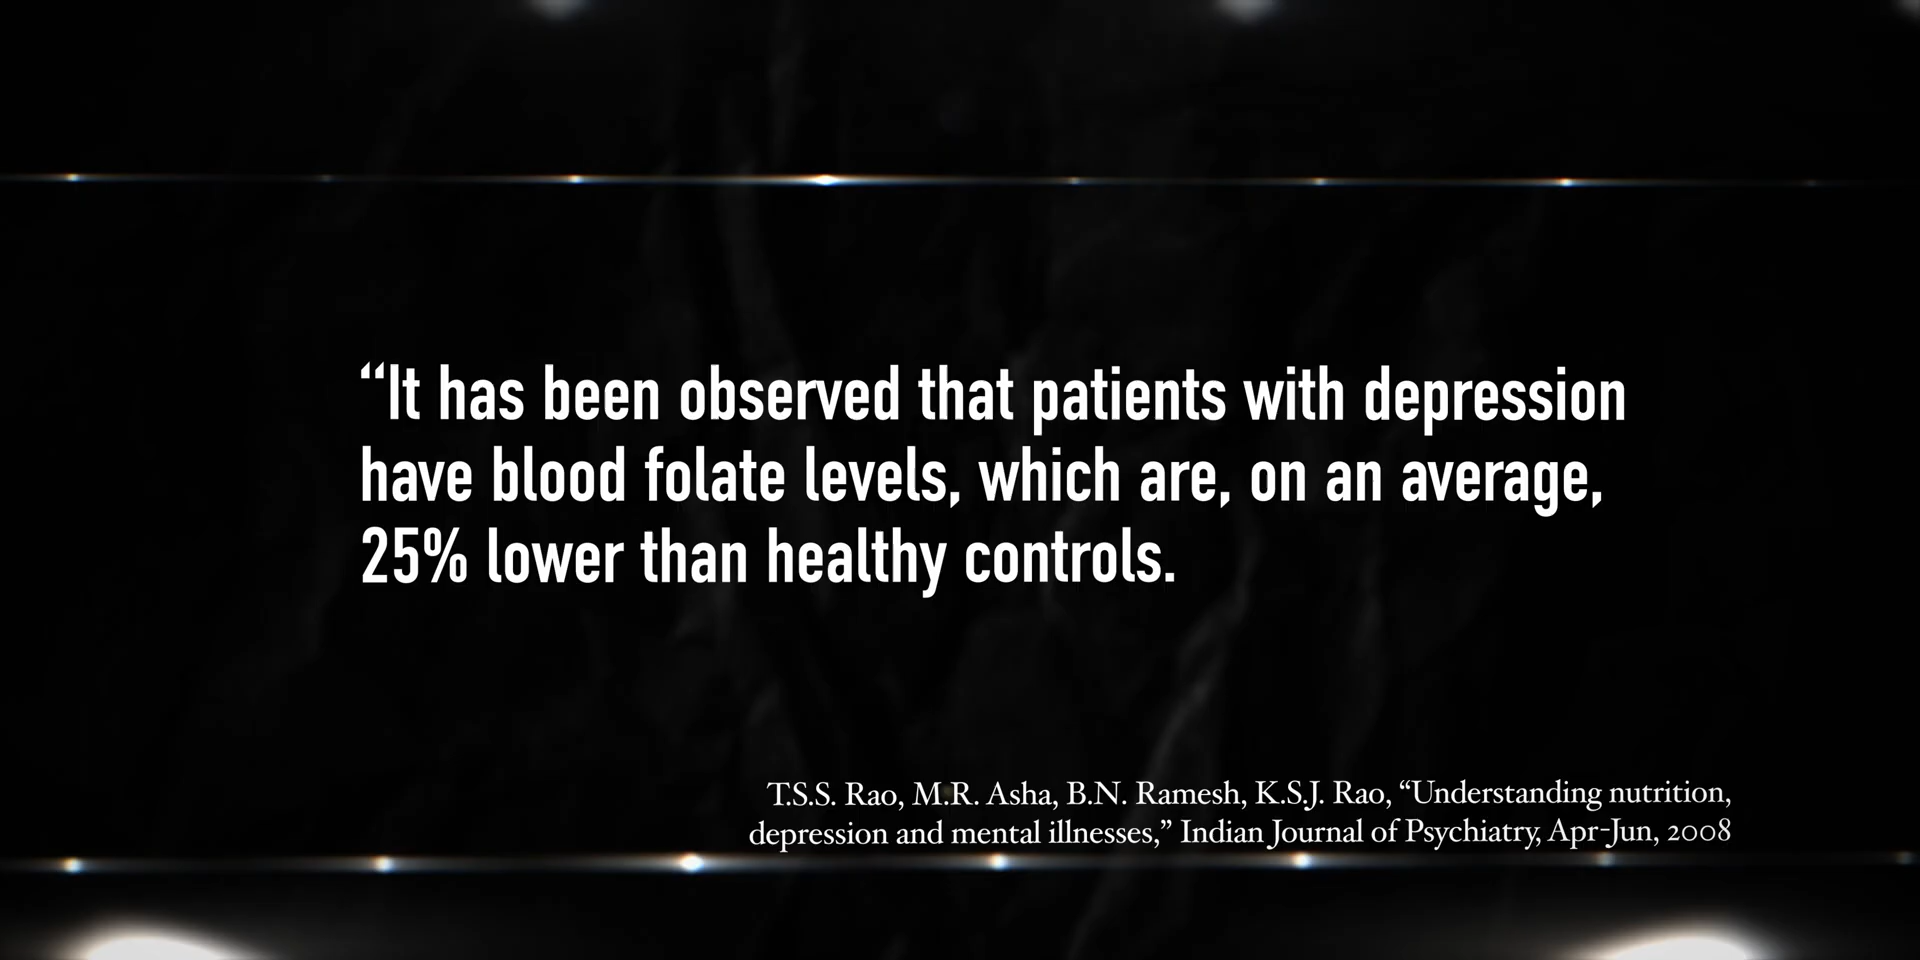 “It has been observed that patients with depression
have blood folate levels, which are, on an average,
25% lower than healthy controls.
T.S.S. Rao, M.R. Asha, B.N. Ramesh, K.S.J. Rao, “Understanding nutrition,
depression and mental illnesses,” Indian Journal of Psychiatry, Apr-Jun, 2008